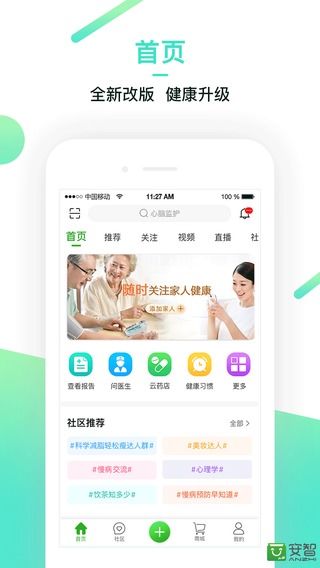 首页
全新改版 健康升级
中国移动
11:27 AM
100 %
心脑监护
首页 推荐 关注 视频 直播 社
随时关注家人健康
添加家人 +
查看报告 问医生 云药店 健康习惯 更多
社区推荐
全部
#科学减脂轻松瘦达人群# #美妆达人#
#慢病交流# #心理学#
#饮茶知多少# #慢病预防早知道#
首页 社区 商城 我的
安智
ANZHI